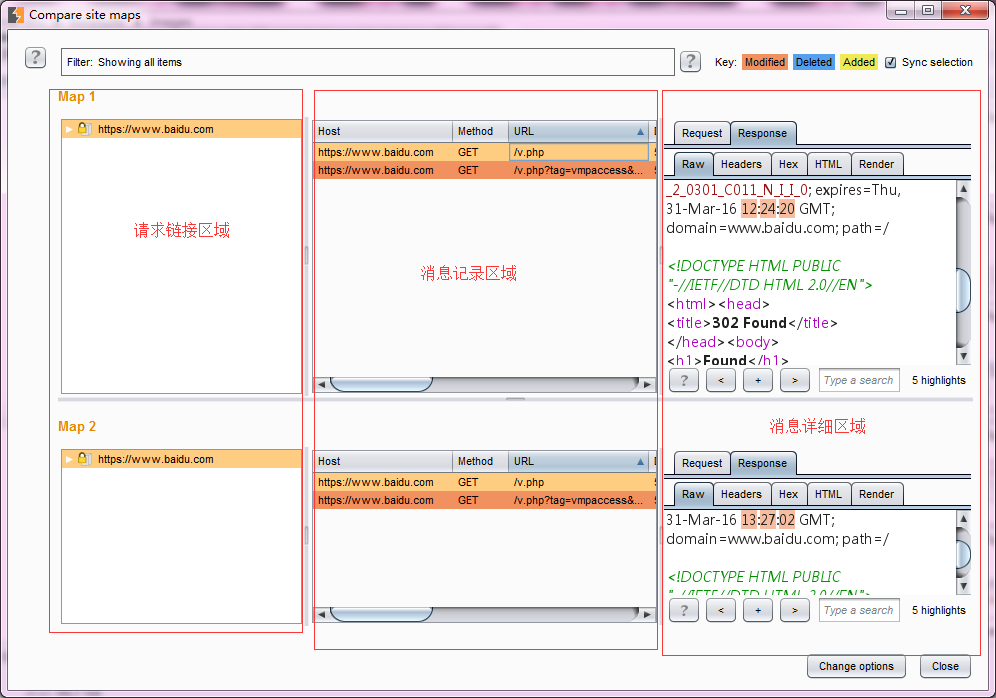 Compare site maps
?
Filter: Showing all items
?
Key: Modified Deleted Added Sync selection
Map 1
https://www.baidu.com
请求链接区域
Host Method URL
https://www.baidu.com GET /v.php
https://www.baidu.com GET /v.php?tag=vmpaccess&...
消息记录区域
Request Response
Raw Headers Hex HTML Render
_2_0301_C011_N_I_I_0; expires=Thu,
31-Mar-16 12:24:20 GMT;
domain=www.baidu.com; path=/
<!DOCTYPE HTML PUBLIC
"-//IETF//DTD HTML 2.0//EN">
<html><head>
<title>302 Found</title>
</head><body>
<h1>Found</h1>
? < + > Type a search 5 highlights
消息详细区域
Map 2
https://www.baidu.com
Host Method URL
https://www.baidu.com GET /v.php
https://www.baidu.com GET /v.php?tag=vmpaccess&...
Request Response
Raw Headers Hex HTML Render
31-Mar-16 13:27:02 GMT;
domain=www.baidu.com; path=/
<!DOCTYPE HTML PUBLIC
"-//IETF//DTD HTML 2.0//EN">
? < + > Type a search 5 highlights
Change options Close